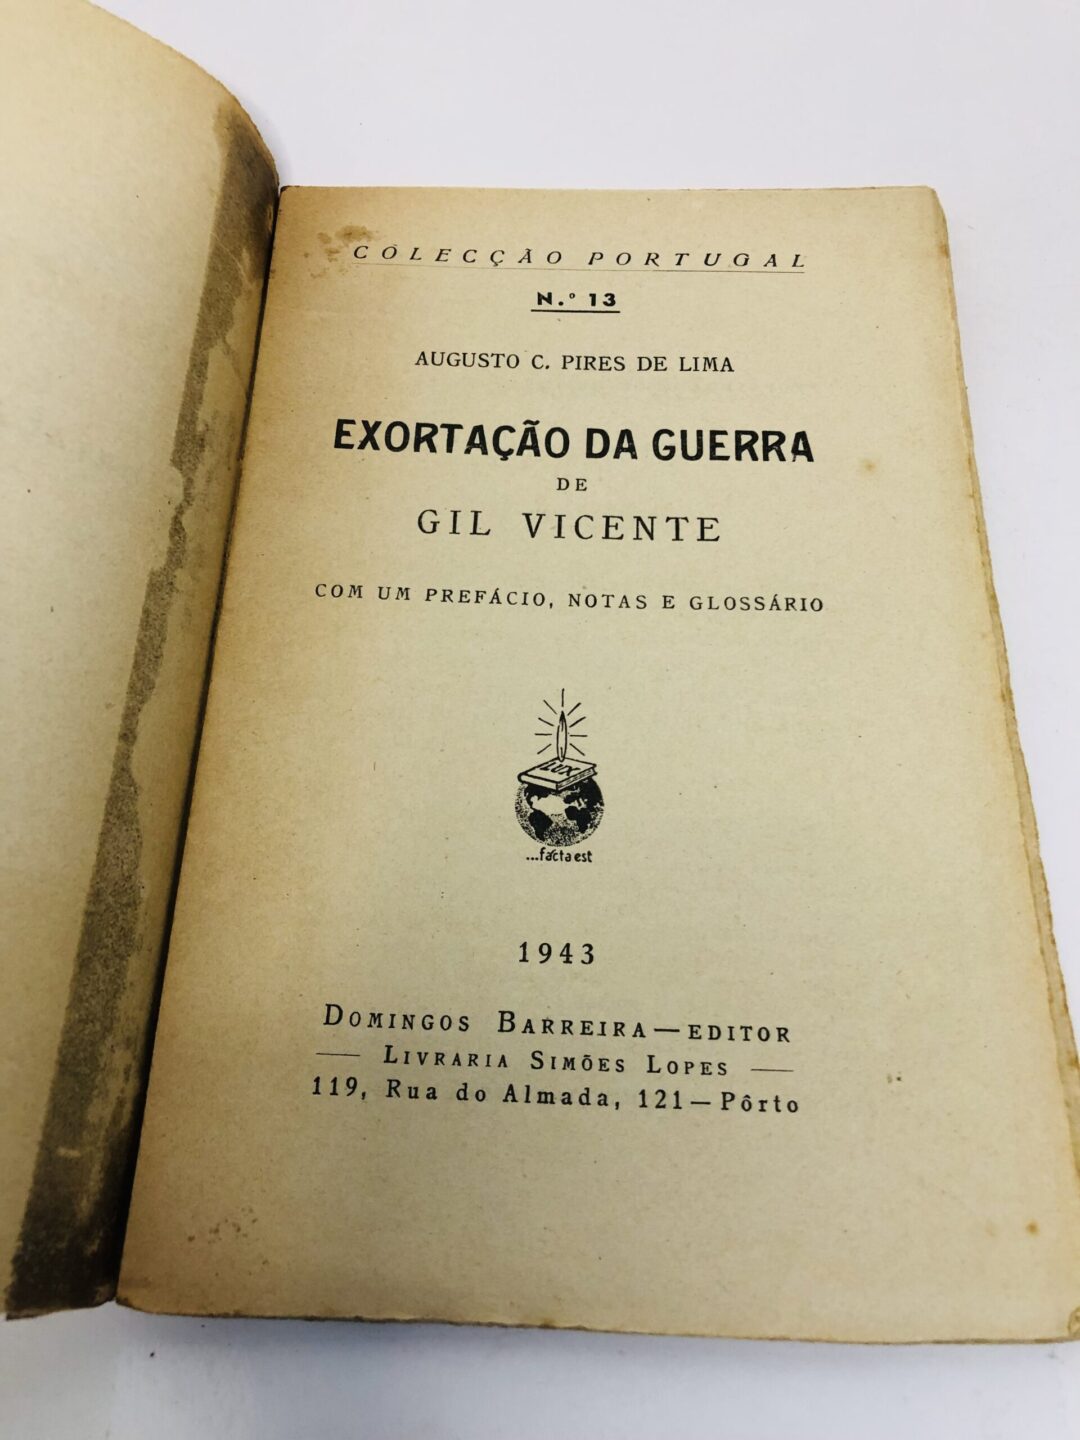 COLECÇÃO PORTUGAL
N.º 13
AUGUSTO C. PIRES DE LIMA
EXORTAÇÃO DA GUERRA
DE
GIL VICENTE
COM UM PREFÁCIO, NOTAS E GLOSSÁRIO
LUX
...facta est
1943
DOMINGOS BARREIRA—EDITOR
— LIVRARIA SIMÕES LOPES —
119, Rua do Almada, 121—Pôrto